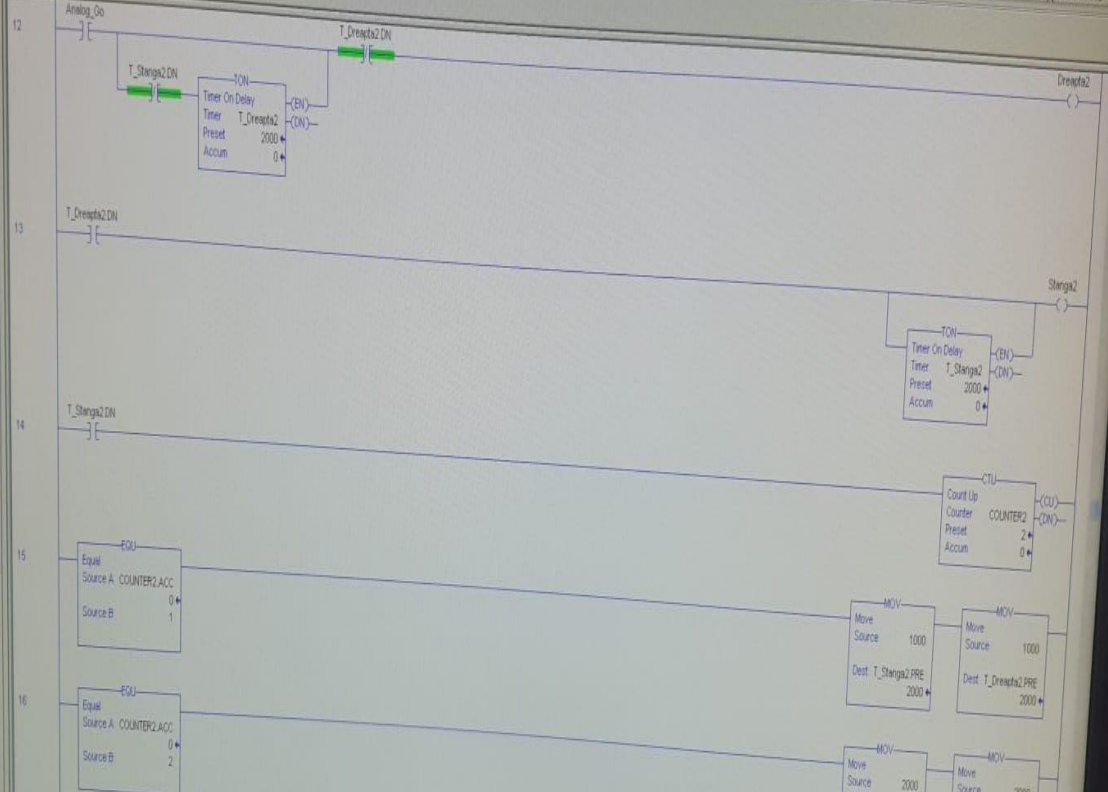 12
Analog_Go
T_Dreapta2.DN
Dreapta2
T_Stanga2.DN
TON
Timer On Delay
(EN)
Timer T_Dreapta2
(DN)
Preset 2000
Accum 0
13
T_Dreapta2.DN
Stanga2
TON
Timer On Delay
(EN)
Timer T_Stanga2
(DN)
Preset 2000
Accum 0
14
T_Stanga2.DN
CTU
Count Up
(CU)
Counter COUNTER2
(DN)
Preset 2
Accum 0
15
EQU
Equal
Source A COUNTER2.ACC
0
Source B 1
MOV
Move
Source 1000
Dest T_Stanga2.PRE
2000
MOV
Move
Source 1000
Dest T_Dreapta2.PRE
2000
16
EQU
Equal
Source A COUNTER2.ACC
0
Source B 2
MOV
Move
Source 2000
MOV
Move
Source